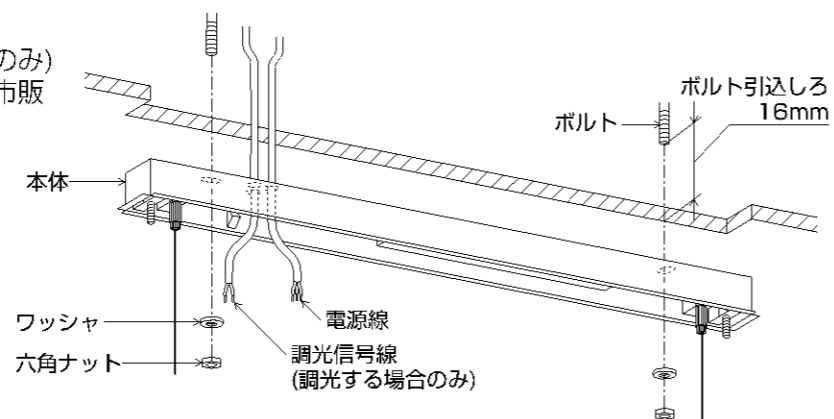 のみ)
市販
ボルト引込しろ
16mm
ボルト
本体
電源線
ワッシャ
調光信号線
六角ナット
(調光する場合のみ)